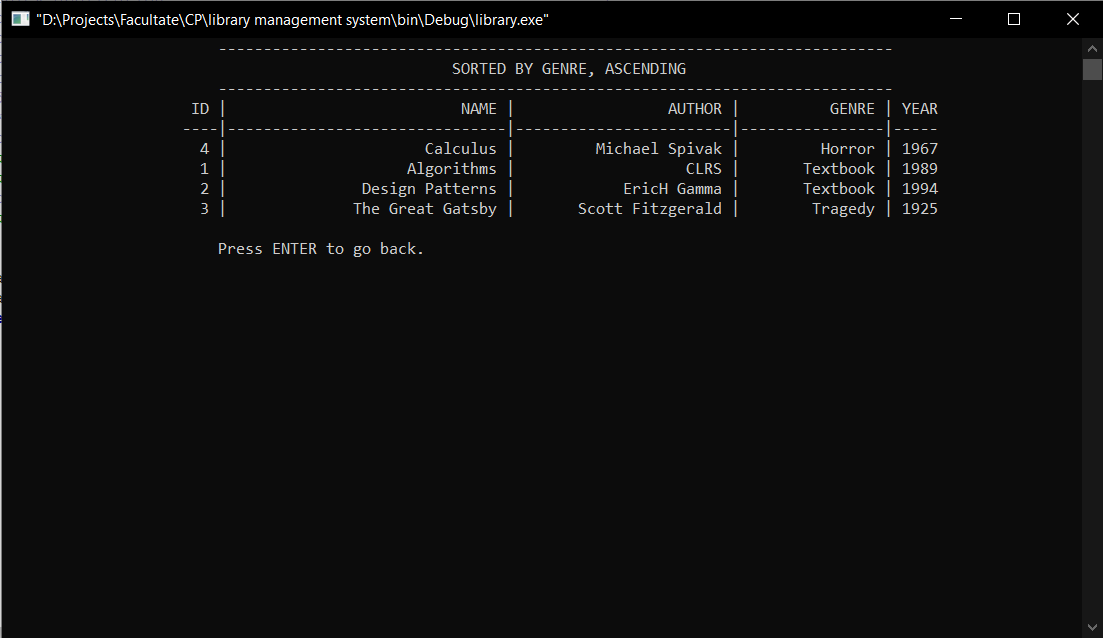 "D:\Projects\Facultate\CP\library management system\bin\Debug\library.exe"
---------------------------------------------------------------------------
SORTED BY GENRE, ASCENDING
---------------------------------------------------------------------------
ID | NAME | AUTHOR | GENRE | YEAR
----|-------------------------------|------------------------|----------------|-----
4 | Calculus | Michael Spivak | Horror | 1967
1 | Algorithms | CLRS | Textbook | 1989
2 | Design Patterns | EricH Gamma | Textbook | 1994
3 | The Great Gatsby | Scott Fitzgerald | Tragedy | 1925
Press ENTER to go back.